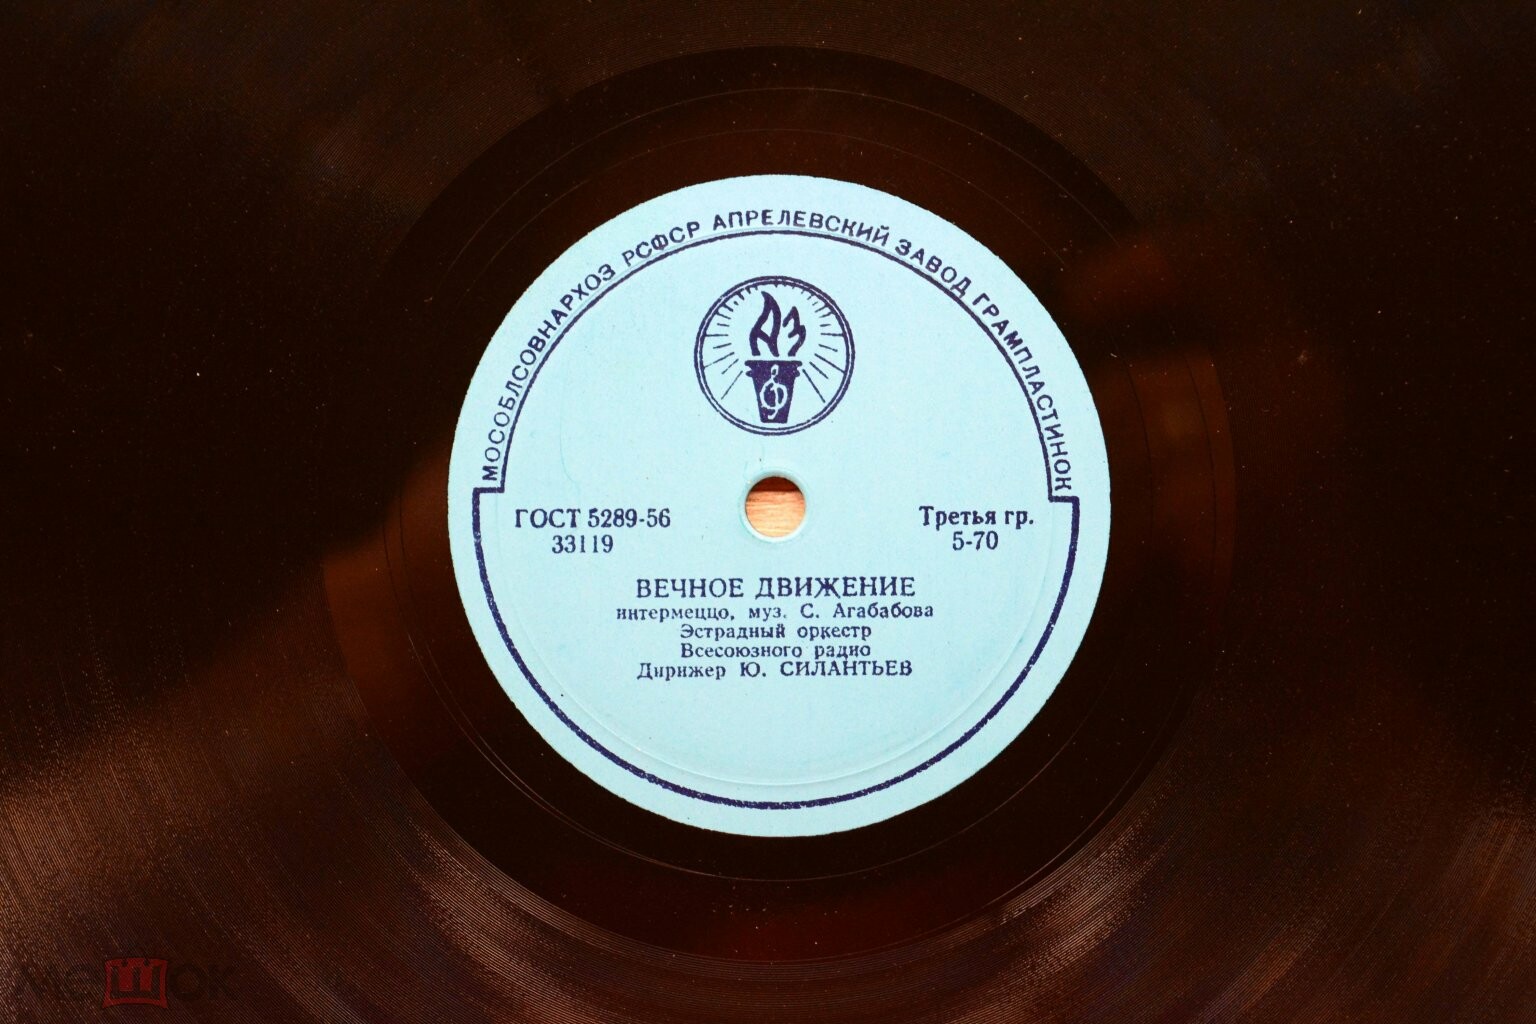 МОСОБЛСОВНАРХОЗ РСФСР АПРЕЛЕВСКИЙ ЗАВОД ГРАМПЛАСТИНОК
АЗ
ГОСТ 5289-56
33119
Третья гр.
5-70
ВЕЧНОЕ ДВИЖЕНИЕ
интермеццо, муз. С. Агабабова
Эстрадный оркестр
Всесоюзного радио
Дирижер Ю. СИЛАНТЬЕВ
мешок